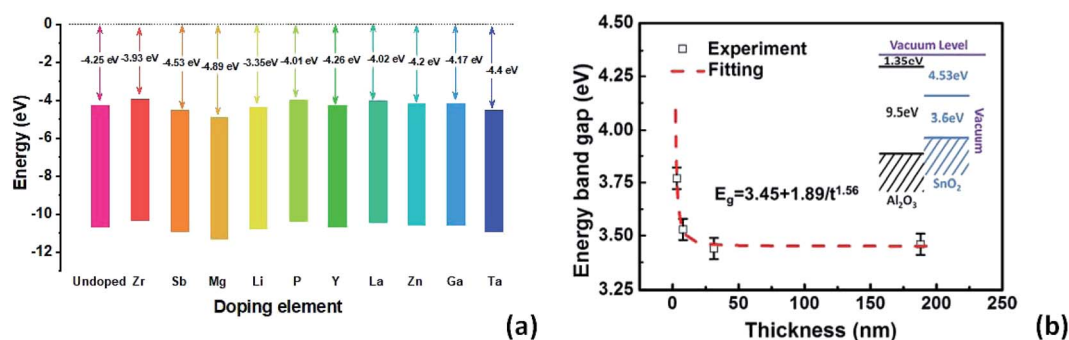 0
-2
-4
-6
-8
-10
-12
Energy (eV)
-4.25 eV
-3.93 eV
-4.53 eV
-4.89 eV
-3.35 eV
-4.01 eV
-4.26 eV
-4.02 eV
-4.2 eV
-4.17 eV
-4.4 eV
Undoped Zr Sb Mg Li P Y La Zn Ga Ta
Doping element
(a)
4.50
4.25
4.00
3.75
3.50
3.25
Energy band gap (eV)
Experiment
Fitting
Vacuum Level
1.35eV
4.53eV
9.5eV
3.6eV
Vacuum
SnO₂
Al₂O₃
E_g=3.45+1.89/t^1.56
0 50 100 150 200 250
Thickness (nm)
(b)